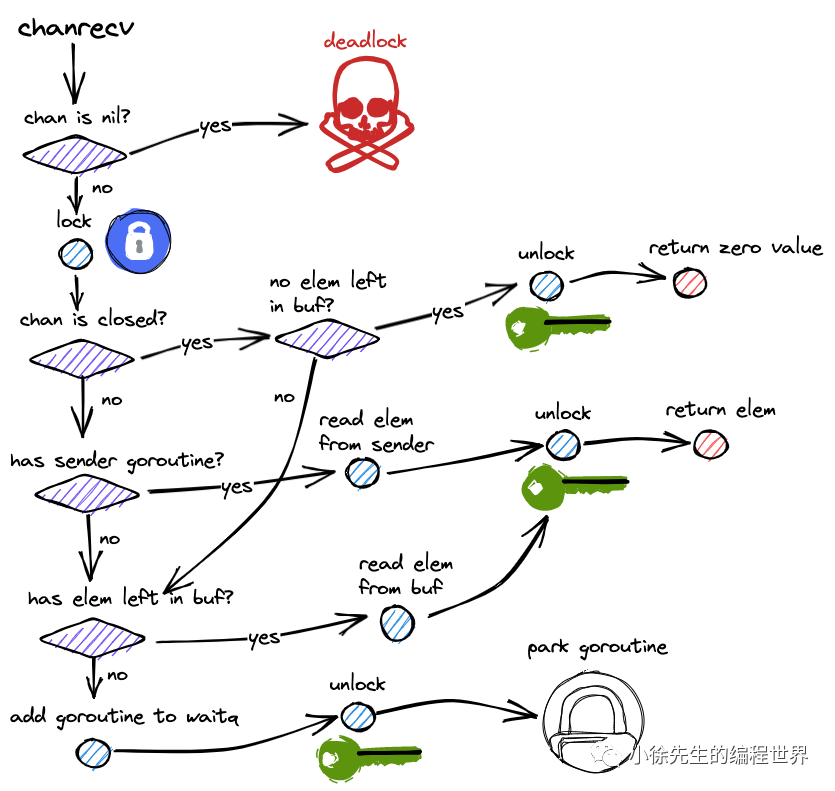 chanrecv
deadlock
chan is nil?
yes
no
lock
unlock
return zero value
no elem left
in buf?
yes
chan is closed?
yes
no
no
read elem
from sender
unlock
return elem
has sender goroutine?
yes
no
read elem
from buf
has elem left in buf?
yes
no
park goroutine
unlock
add goroutine to waitq
小徐先生的编程世界